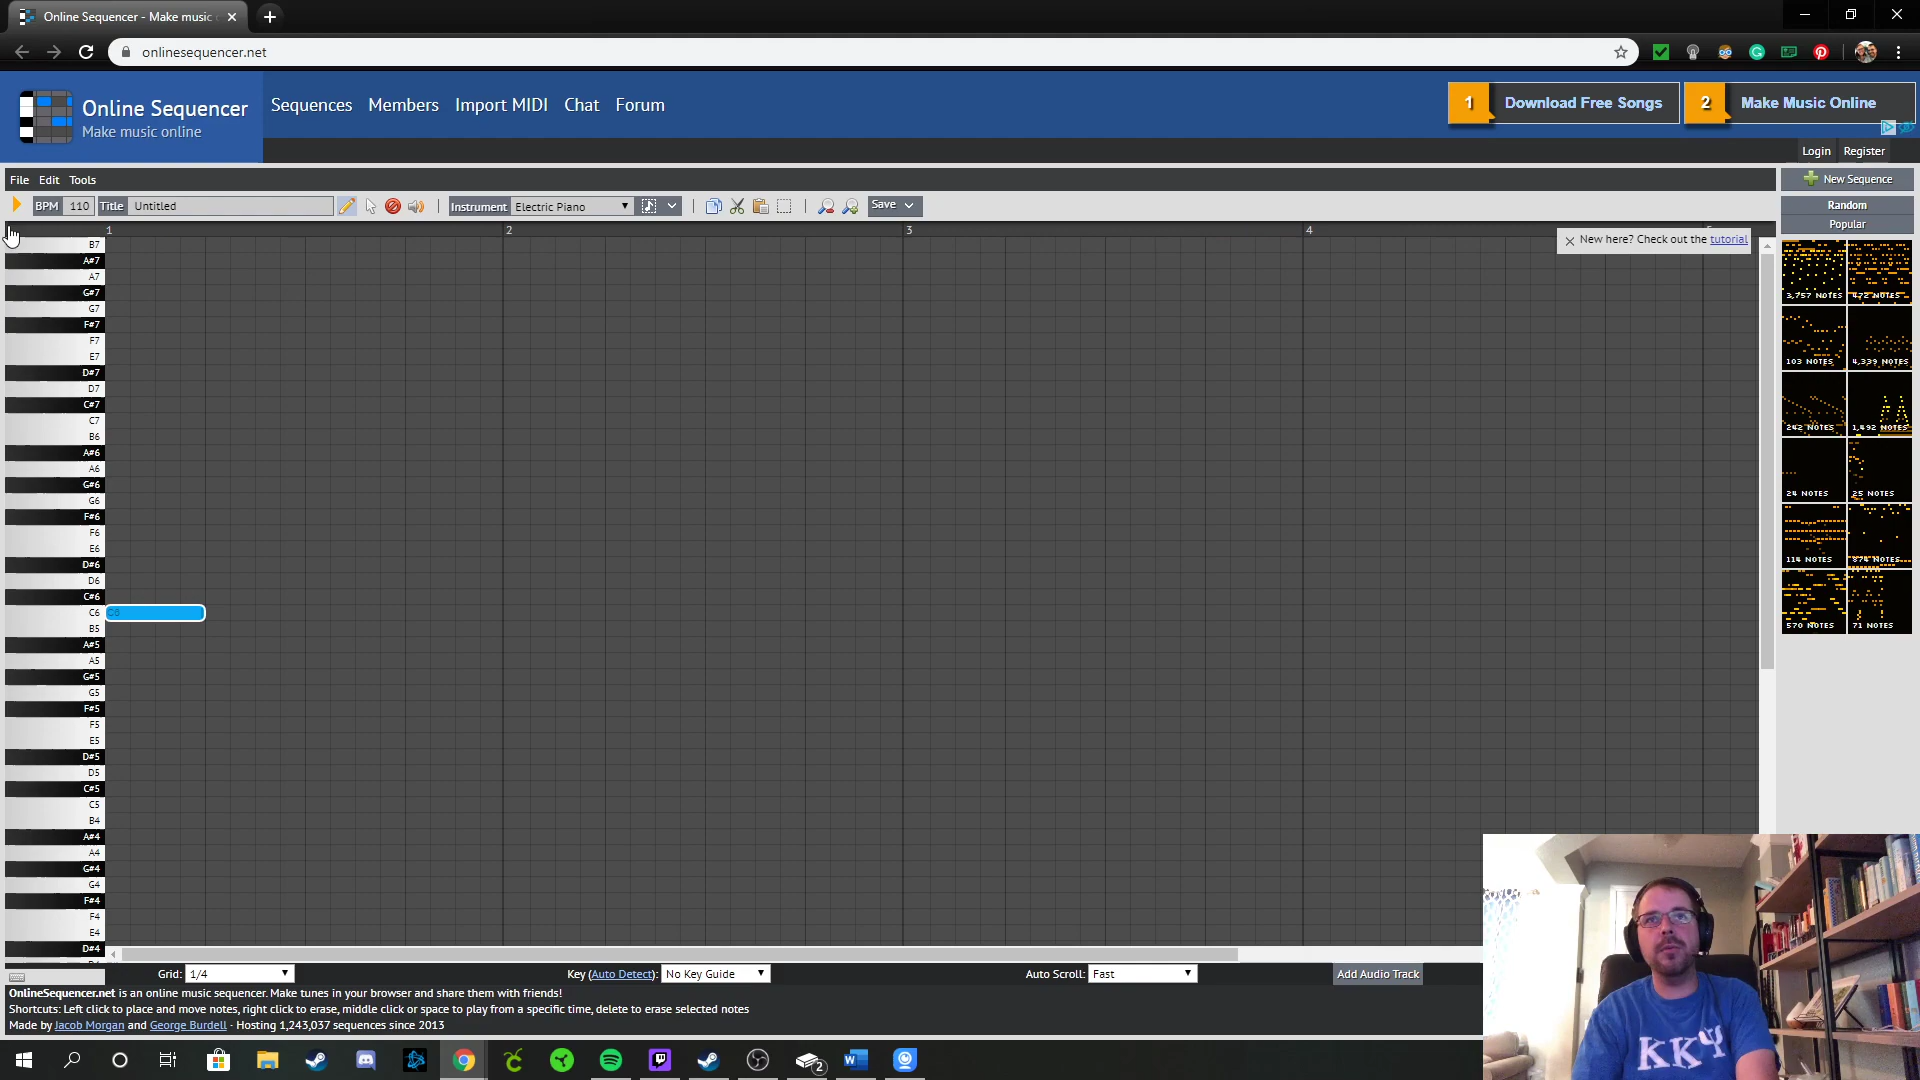 Online Sequencer - Make music
onlinesequencer.net
Online Sequencer
Make music online
Sequences Members Import MIDI Chat Forum
1 Download Free Songs 2 Make Music Online
Login Register
File Edit Tools
New Sequence
BPM 110 Title Untitled Instrument Electric Piano Save
Random
Popular
1 2 3 4
New here? Check out the tutorial
B7
A#7
A7
G#7
G7
F#7
F7
E7
D#7
D7
C#7
C7
B6
A#6
A6
G#6
G6
F#6
F6
E6
D#6
D6
C#6
C6
B5
A#5
A5
G#5
G5
F#5
F5
E5
D#5
D5
C#5
C5
B4
A#4
A4
G#4
G4
F#4
F4
E4
D#4
3,757 NOTES 472 NOTES
103 NOTES 4,339 NOTES
242 NOTES 1,492 NOTES
24 NOTES 25 NOTES
114 NOTES 874 NOTES
570 NOTES 71 NOTES
Grid: 1/4 Key (Auto Detect): No Key Guide Auto Scroll: Fast Add Audio Track
OnlineSequencer.net is an online music sequencer. Make tunes in your browser and share them with friends!
Shortcuts: Left click to place and move notes, right click to erase, middle click or space to play from a specific time, delete to erase selected notes
Made by Jacob Morgan and George Burdell · Hosting 1,243,037 sequences since 2013
KKΨ
2